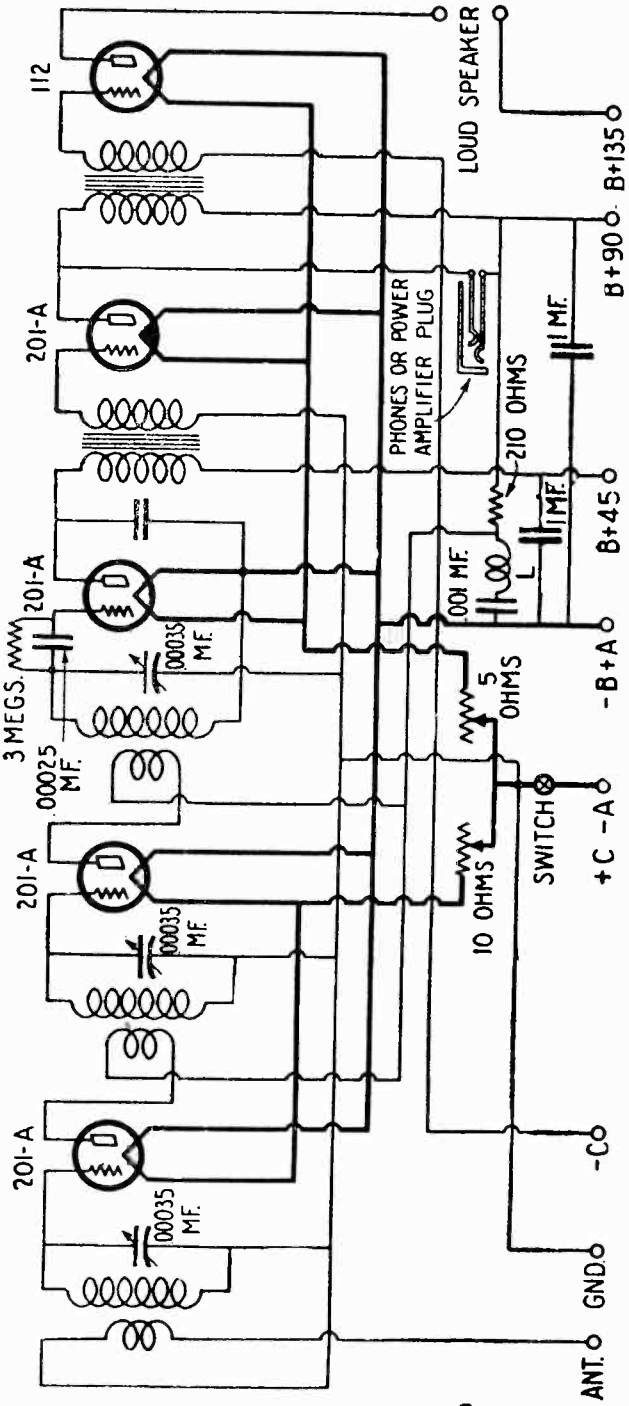 201-A
201-A
3 MEGS.
201-A
201-A
112
.00035
MF.
.00035
MF.
.00025
MF.
.00035
MF.
10 OHMS
5
OHMS
.001 MF.
L
210 OHMS
PHONES OR POWER
AMPLIFIER PLUG
1 MF.
1 MF.
LOUD SPEAKER
SWITCH
ANT.
GND.
-C
+C -A
-B+A
B+45
B+90
B+135